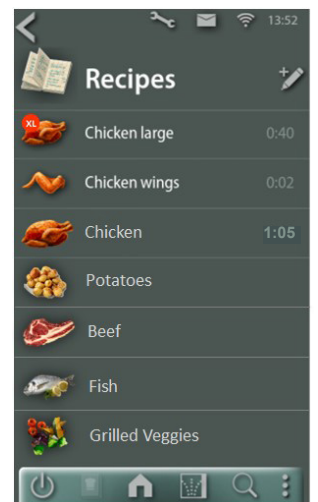 13:52
Recipes
XL
Chicken large 0:40
Chicken wings 0:02
Chicken 1:05
Potatoes
Beef
Fish
Grilled Veggies